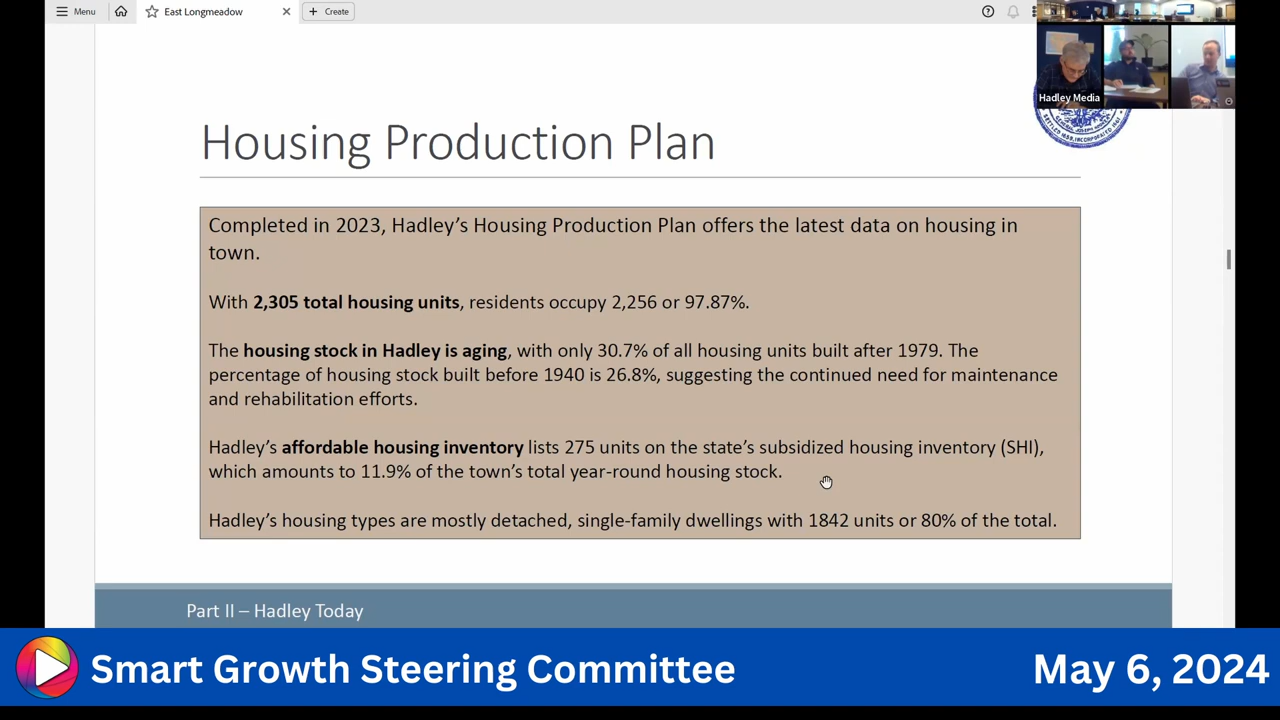 Menu
East Longmeadow
Create
Hadley Media
SETTLED 1659, INCORPORATED 1661
Housing Production Plan
Completed in 2023, Hadley’s Housing Production Plan offers the latest data on housing in
town.
With 2,305 total housing units, residents occupy 2,256 or 97.87%.
The housing stock in Hadley is aging, with only 30.7% of all housing units built after 1979. The
percentage of housing stock built before 1940 is 26.8%, suggesting the continued need for maintenance
and rehabilitation efforts.
Hadley’s affordable housing inventory lists 275 units on the state’s subsidized housing inventory (SHI),
which amounts to 11.9% of the town’s total year-round housing stock.
Hadley’s housing types are mostly detached, single-family dwellings with 1842 units or 80% of the total.
Part II – Hadley Today
Smart Growth Steering Committee
May 6, 2024